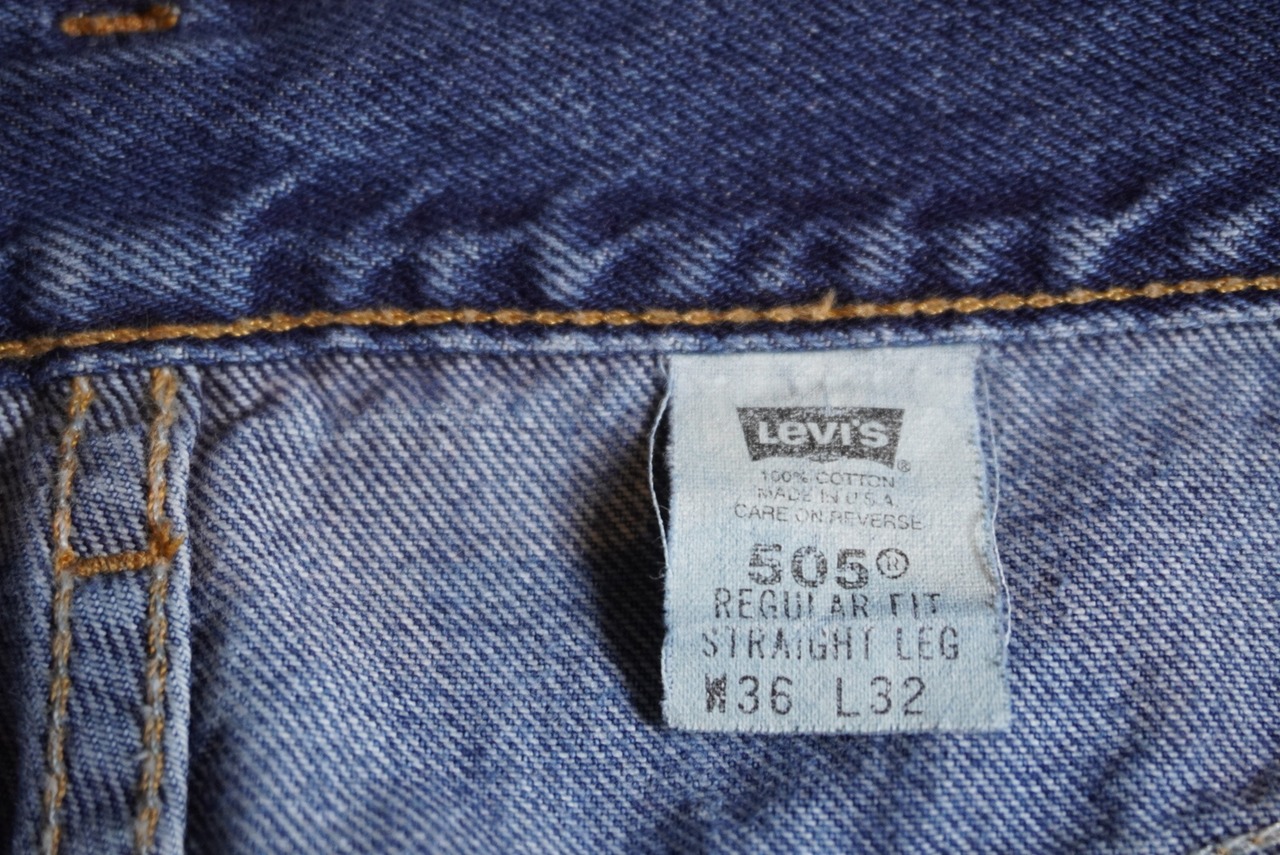 LEVI'S ®
100% COTTON
MADE IN U.S.A.
CARE ON REVERSE
505®
REGULAR FIT
STRAIGHT LEG
W36 L32